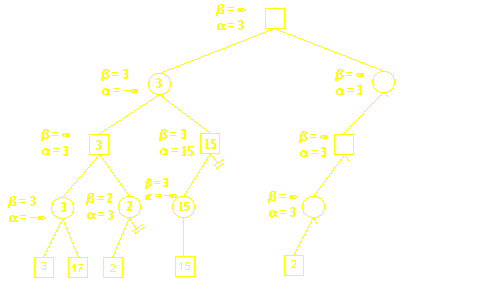 β = ∞
α = 3
β = 3
α = -∞
3
β = ∞
α = 3
β = ∞
α = 3
3
β = 3
α = 15
15
β = ∞
α = 3
β = 3
α = -∞
3
β = 2
α = 3
2
β = 3
α = -∞
15
β = ∞
α = 3
3
17
2
15
2